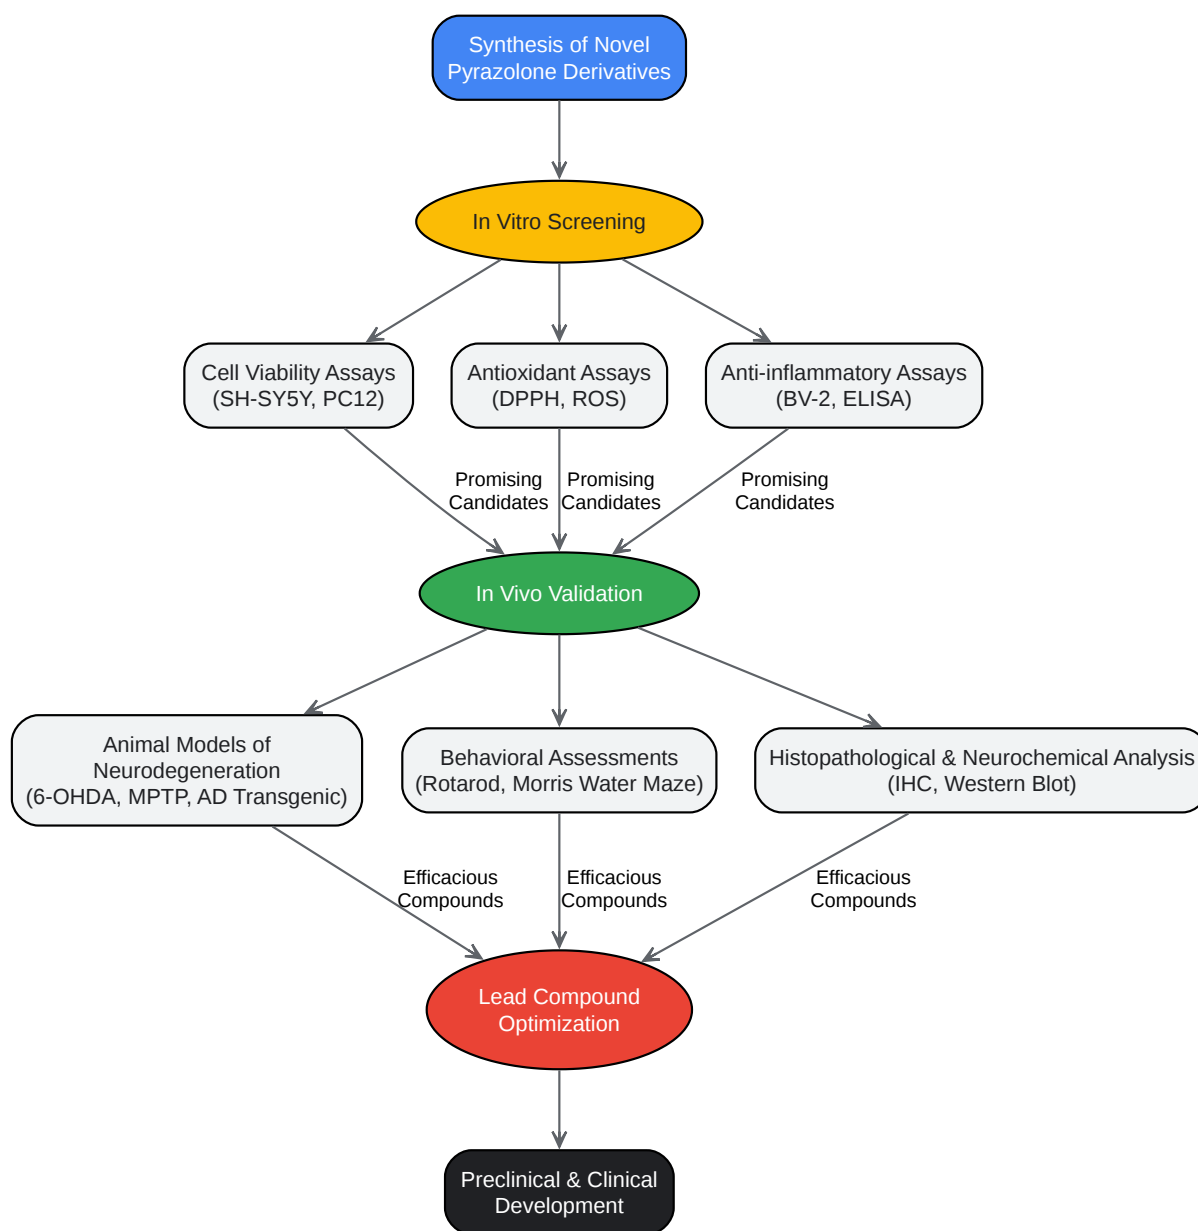 Synthesis of Novel
Pyrazolone Derivatives
In Vitro Screening
Cell Viability Assays
(SH-SY5Y, PC12)
Antioxidant Assays
(DPPH, ROS)
Anti-inflammatory Assays
(BV-2, ELISA)
Promising
Candidates
Promising
Candidates
Promising
Candidates
In Vivo Validation
Animal Models of
Neurodegeneration
(6-OHDA, MPTP, AD Transgenic)
Behavioral Assessments
(Rotarod, Morris Water Maze)
Histopathological & Neurochemical Analysis
(IHC, Western Blot)
Efficacious
Compounds
Efficacious
Compounds
Efficacious
Compounds
Lead Compound
Optimization
Preclinical & Clinical
Development